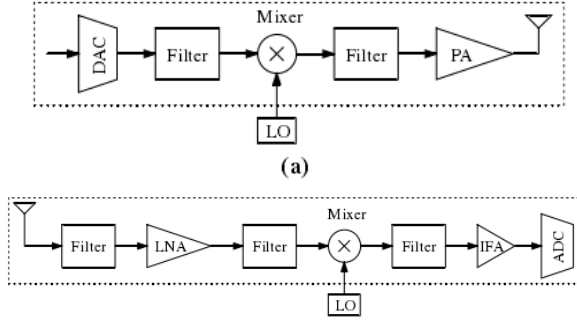 Mixer
DAC
Filter
Filter
PA
LO
(a)
Mixer
Filter
LNA
Filter
Filter
IFA
ADC
LO